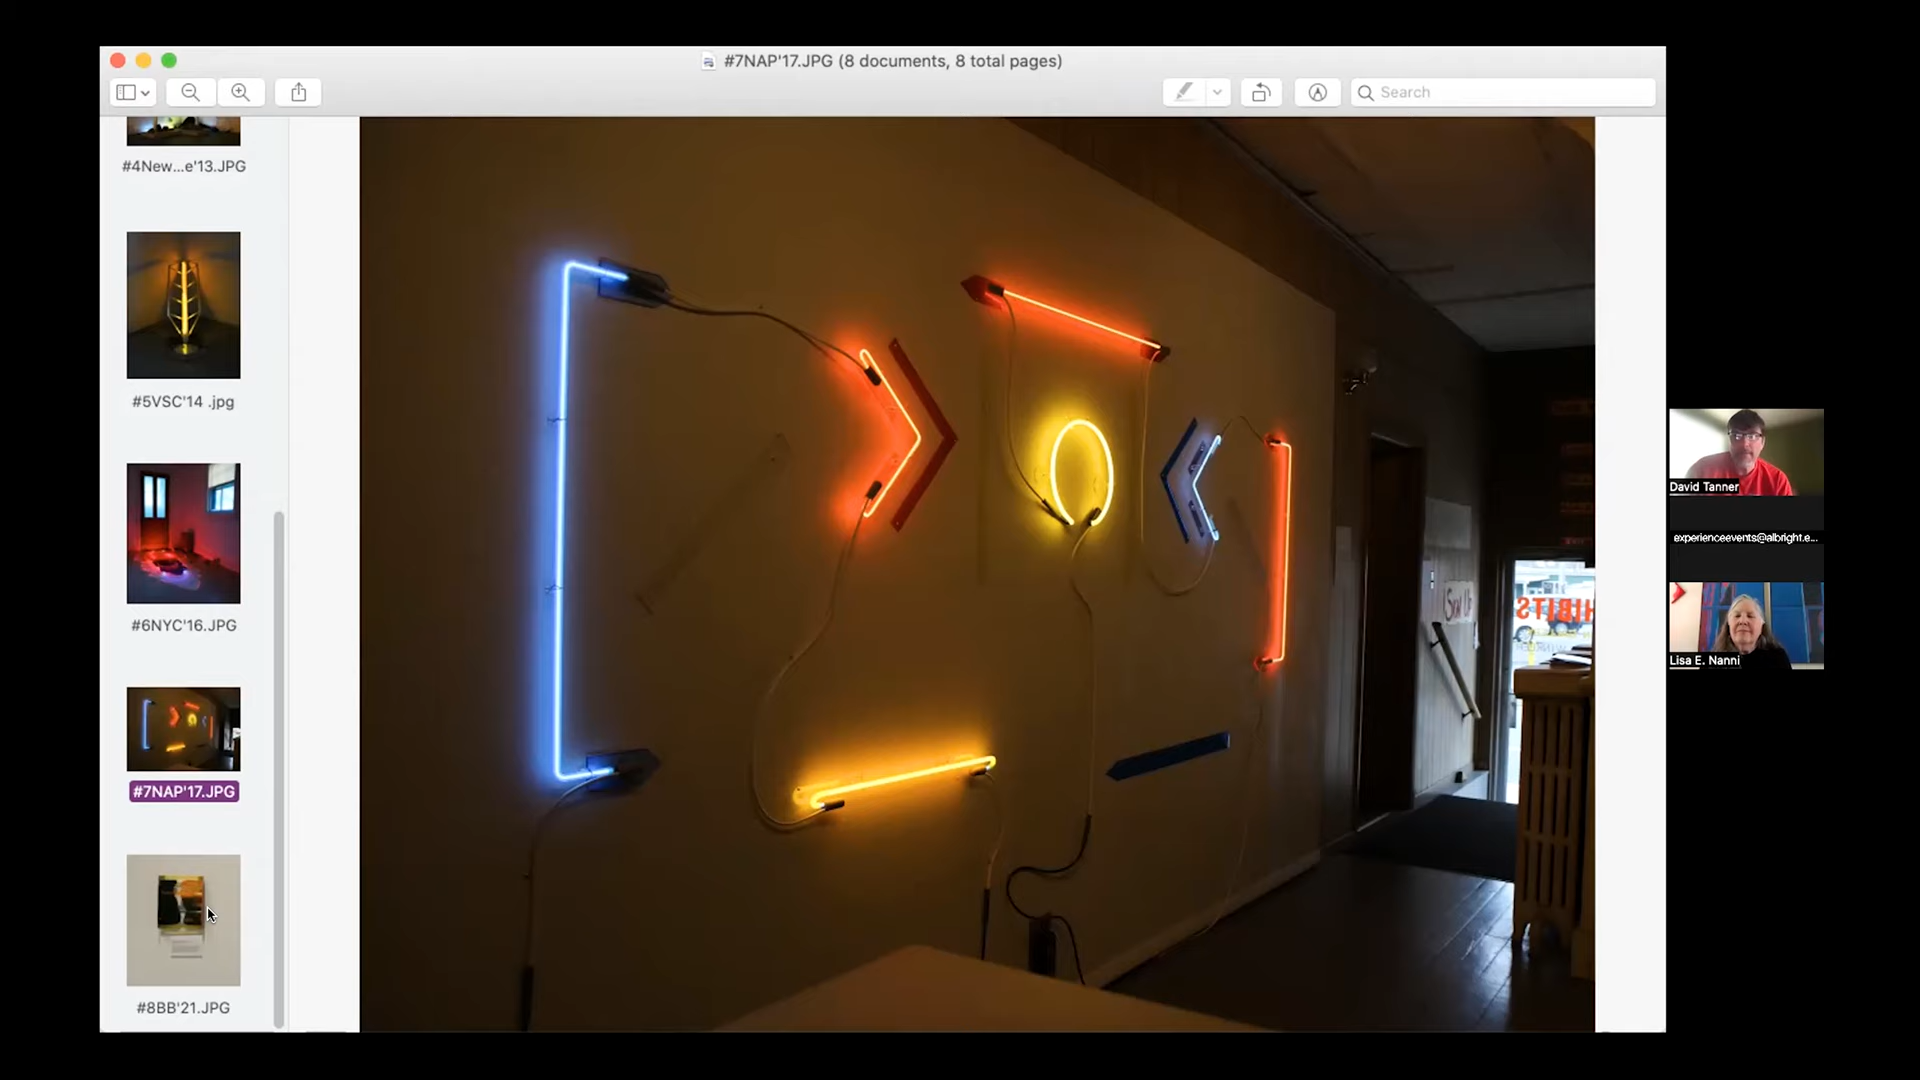 #7NAP'17.JPG (8 documents, 8 total pages)
Search
#4New...e'13.JPG
#5VSC'14 .jpg
#6NYC'16.JPG
#7NAP'17.JPG
#8BB'21.JPG
HIBITS
David Tanner
experienceevents@albright.e...
Lisa E. Nanni